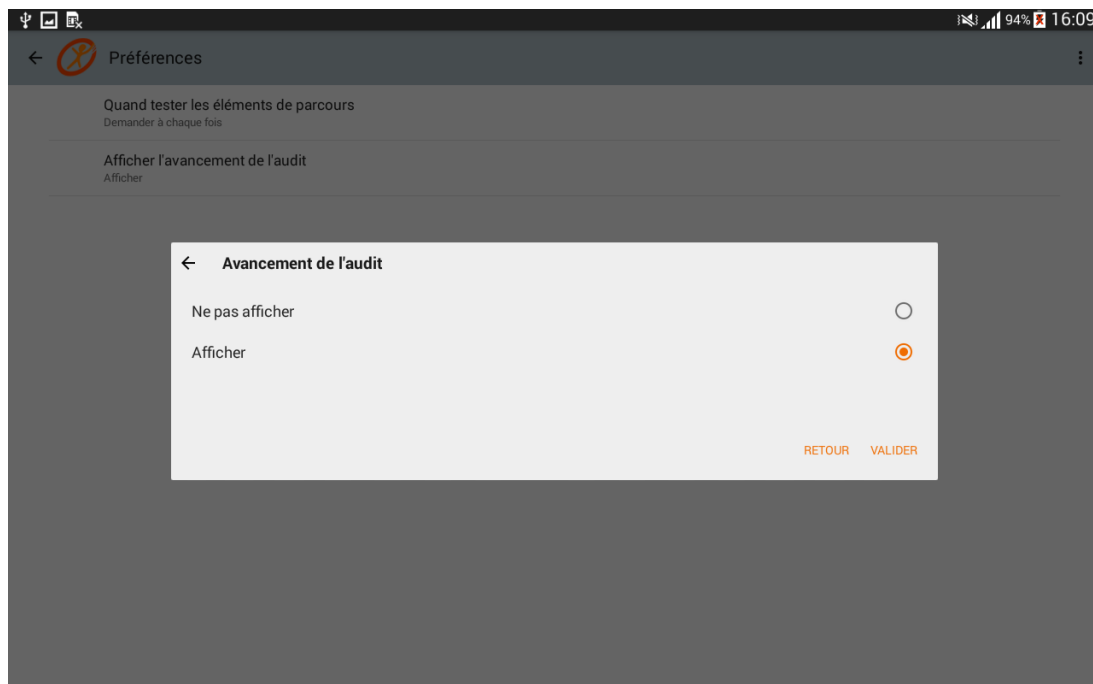 94% 16:09
Préférences
Quand tester les éléments de parcours
Demander à chaque fois
Afficher l'avancement de l'audit
Afficher
Avancement de l'audit
Ne pas afficher
Afficher
RETOUR VALIDER